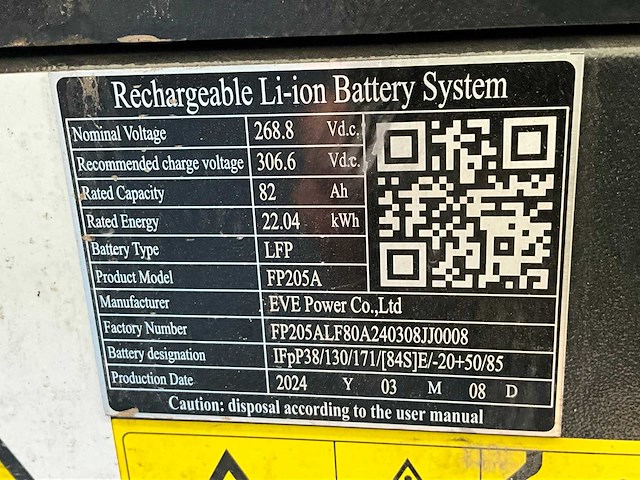 Rechargeable Li-ion Battery System
Nominal Voltage 268.8 Vd.c.
Recommended charge voltage 306.6 Vd.c.
Rated Capacity 82 Ah
Rated Energy 22.04 kWh
Battery Type LFP
Product Model FP205A
Manufacturer EVE Power Co.,Ltd
Factory Number FP205ALF80A240308JJ0008
Battery designation IFpP38/130/171/[84S]E/-20+50/85
Production Date 2024 Y 03 M 08 D
Caution: disposal according to the user manual